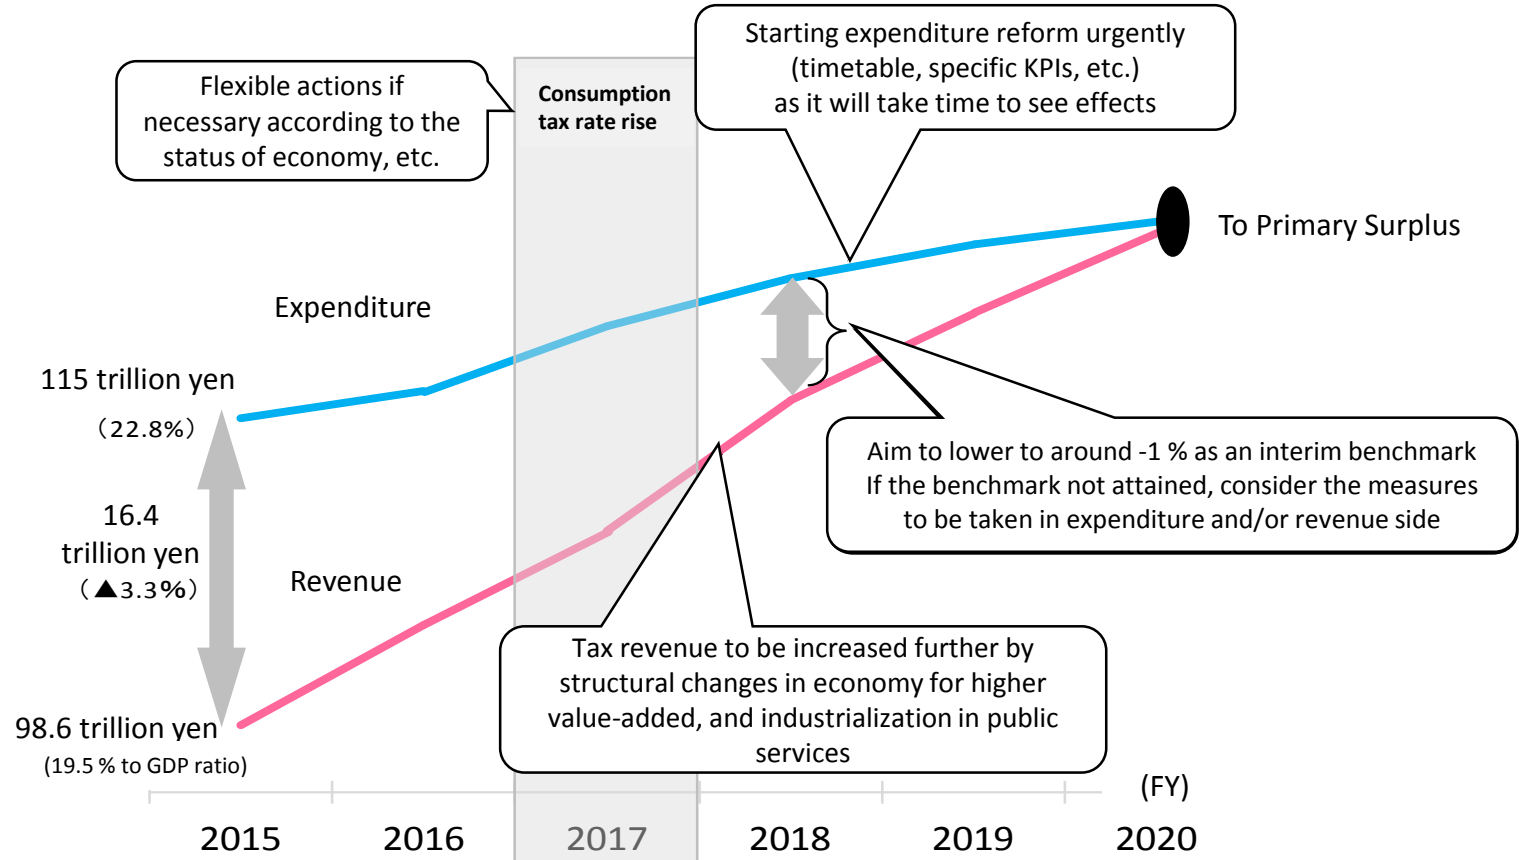 Starting expenditure reform urgently
(timetable, specific KPIs, etc.)
as it will take time to see effects
Flexible actions if
necessary according to the
status of economy, etc.
Consumption
tax rate rise
To Primary Surplus
Expenditure
115 trillion yen
（22.8%）
16.4
trillion yen
（▲3.3%）
Revenue
Aim to lower to around -1 % as an interim benchmark
If the benchmark not attained, consider the measures
to be taken in expenditure and/or revenue side
Tax revenue to be increased further by
structural changes in economy for higher
value-added, and industrialization in public
services
98.6 trillion yen
(19.5 % to GDP ratio)
(FY)
2015 2016 2017 2018 2019 2020